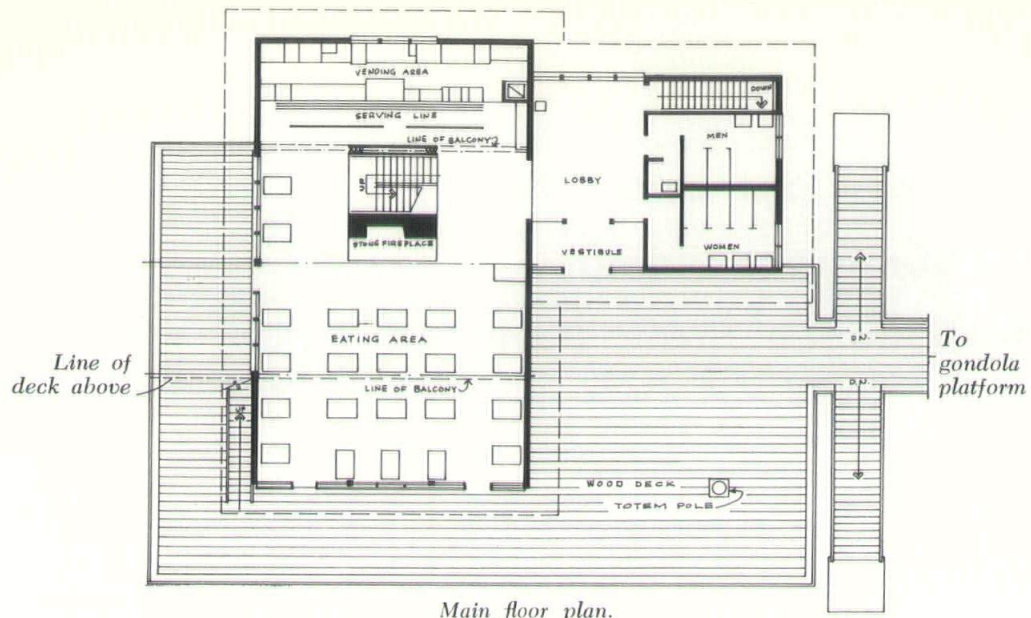 VENDING AREA
SERVING LINE
LINE OF BALCONY
DOWN
MEN
UP
LOBBY
STONE FIREPLACE
WOMEN
VESTIBULE
EATING AREA
DN.
To
gondola
platform
Line of
deck above
DN.
LINE OF BALCONY
UP
WOOD DECK
TOTEM POLE
Main floor plan.